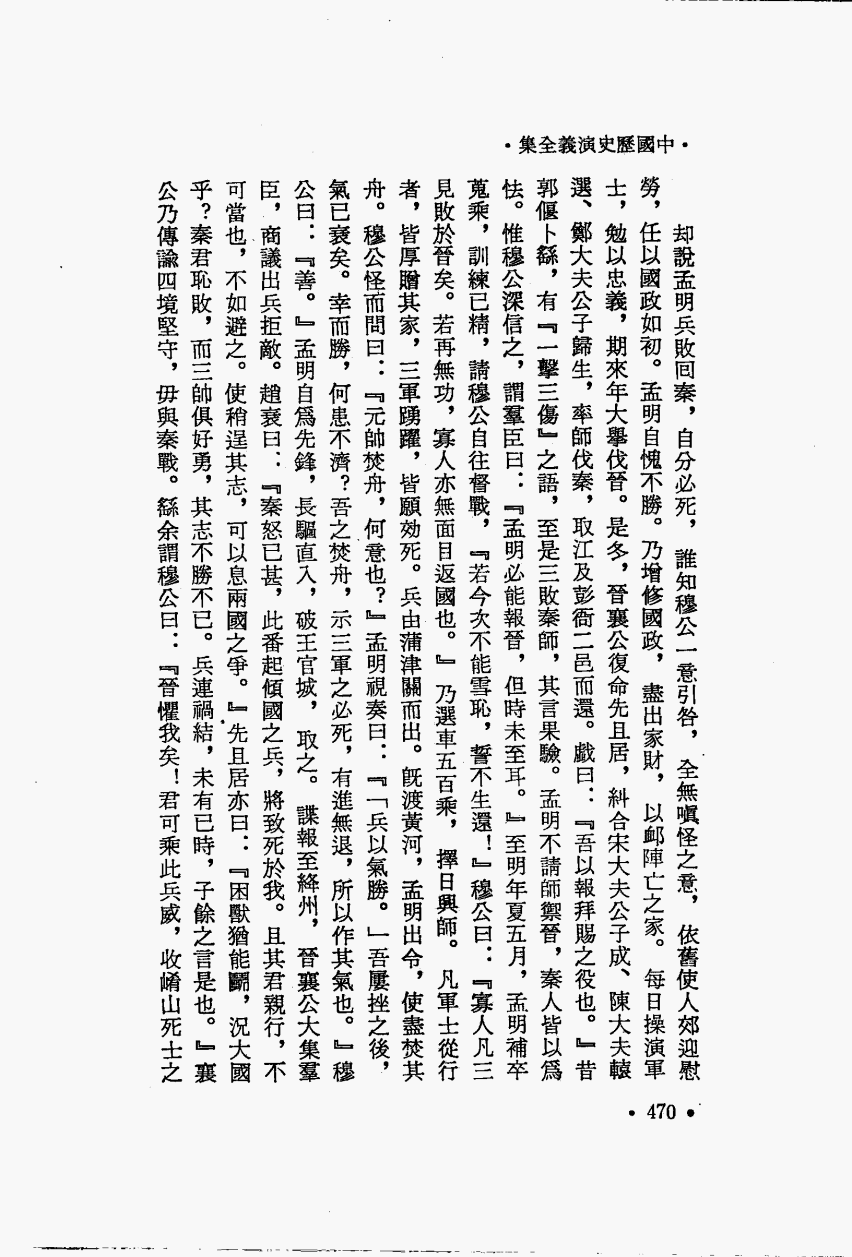 ·中國歷史演義全集·
却說孟明兵敗回秦，自分必死，誰知穆公一意引咎，全無嗔怪之意，依舊使人郊迎慰
勞，任以國政如初。孟明自愧不勝。乃增修國政，盡出家財，以卹陣亡之家。每日操演軍
士，勉以忠義，期來年大舉伐晉。是冬，晉襄公復命先且居，糾合宋大夫公子成、陳大夫轅
選、鄭大夫公子歸生，率師伐秦，取江及彭衙二邑而還。戲曰：『吾以報拜賜之役也。』昔
郭偃卜繇，有『一擊三傷』之語，至是三敗秦師，其言果驗。孟明不請師禦晉，秦人皆以爲
怯。惟穆公深信之，謂羣臣曰：『孟明必能報晉，但時未至耳。』至明年夏五月，孟明補卒
蒐乘，訓練已精，請穆公自往督戰，『若今次不能雪恥，誓不生還！』穆公曰：『寡人凡三
見敗於晉矣。若再無功，寡人亦無面目返國也。』乃選車五百乘，擇日興師。凡軍士從行
者，皆厚贈其家，三軍踴躍，皆願効死。兵由蒲津關而出。既渡黃河，孟明出令，使盡焚其
舟。穆公怪而問曰：『元帥焚舟，何意也？』孟明視奏曰：『「兵以氣勝。」吾屢挫之後，
氣已衰矣。幸而勝，何患不濟？吾之焚舟，示三軍之必死，有進無退，所以作其氣也。』穆
公曰：『善。』孟明自爲先鋒，長驅直入，破王官城，取之。諜報至絳州，晉襄公大集羣
臣，商議出兵拒敵。趙衰曰：『秦怒已甚，此番起傾國之兵，將致死於我。且其君親行，不
可當也，不如避之。使稍逞其志，可以息兩國之爭。』先且居亦曰：『困獸猶能鬭，況大國
乎？秦君恥敗，而三帥俱好勇，其志不勝不已。兵連禍結，未有已時，子餘之言是也。』襄
公乃傳諭四境堅守，毋與秦戰。繇余謂穆公曰：『晉懼我矣！君可乘此兵威，收崤山死士之
·470·